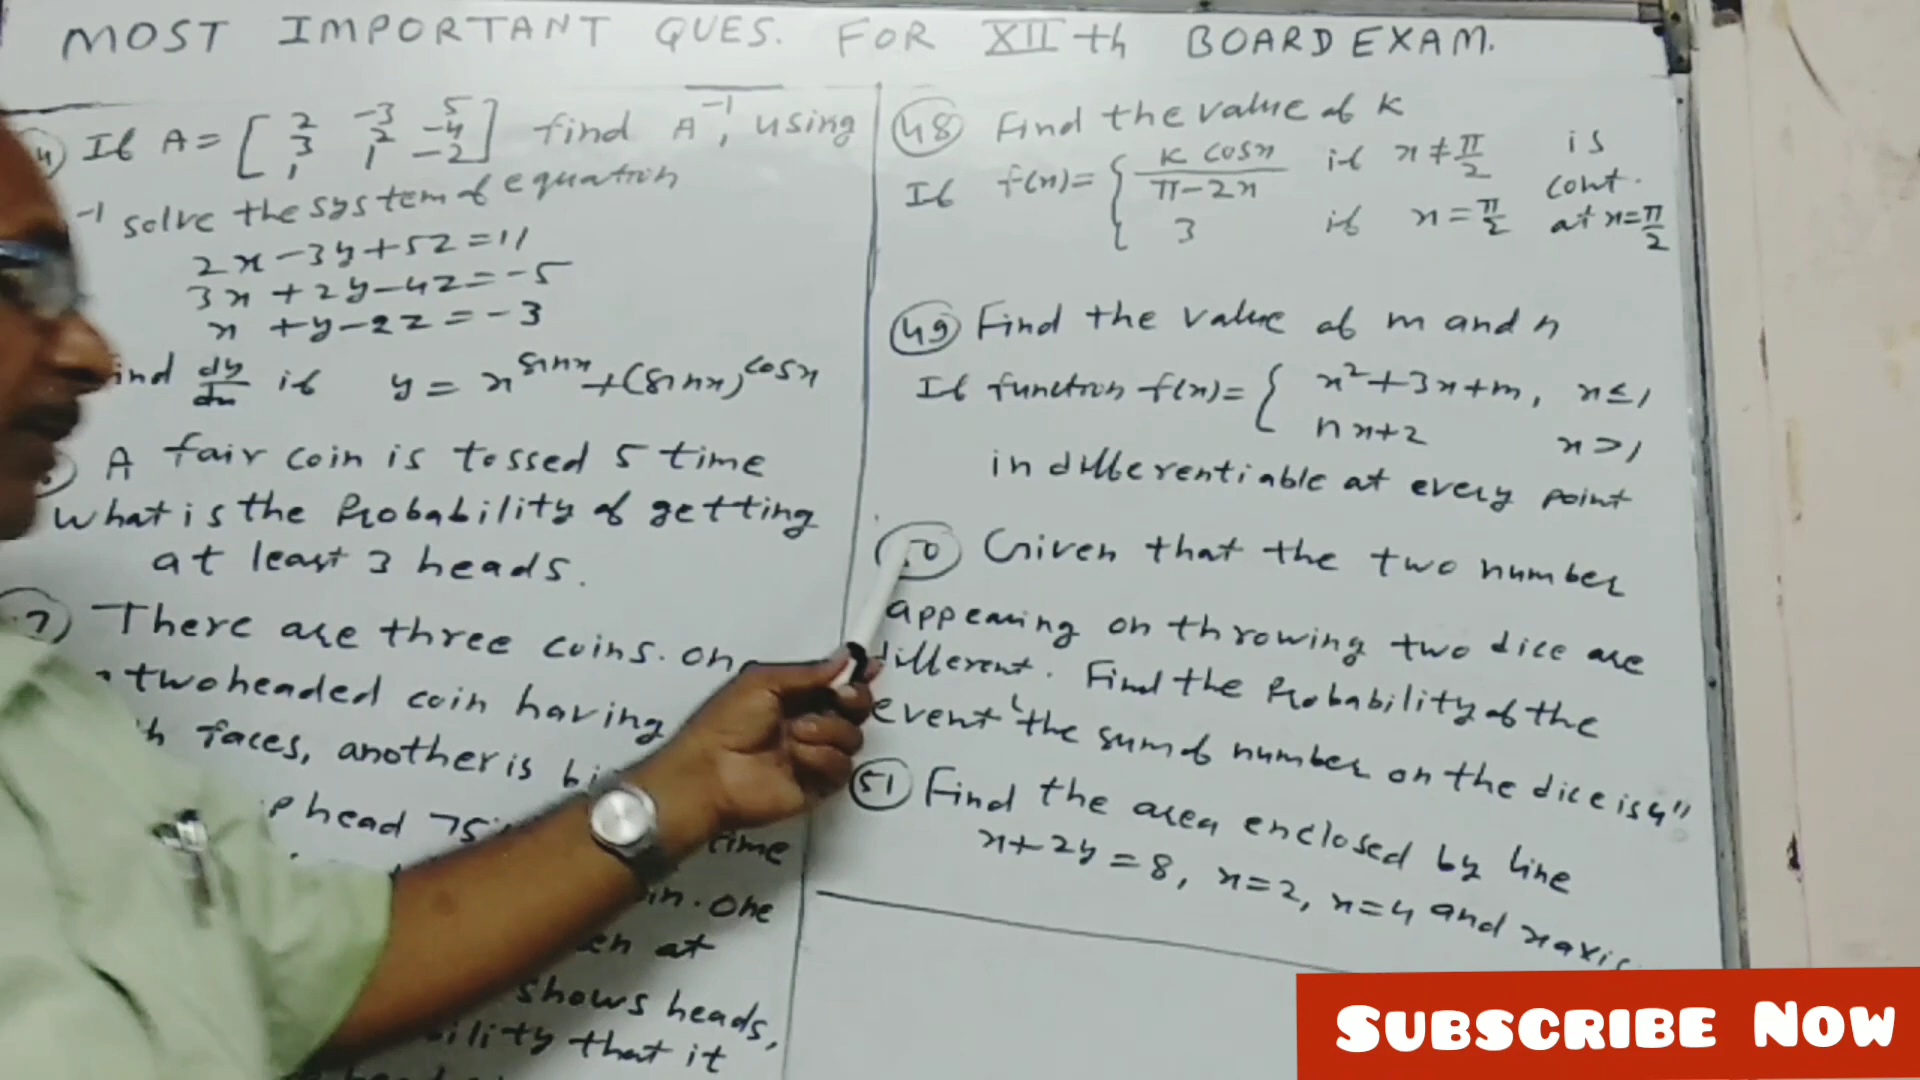 MOST IMPORTANT QUES. FOR XIIth BOARD EXAM.
If A = [ 2 -3 5
3 2 -4
1 1 -2 ] find A⁻¹, using
-1 solve the system of equation
2x - 3y + 5z = 11
3x + 2y - 4z = -5
x + y - 2z = -3
ind dy/dx if y = x^sinx + (sinx)^cosx
A fair coin is tossed 5 time
What is the Probability of getting
at least 3 heads.
7 There are three coins. one
two headed coin having
h faces, another is bi
p head 75 time
in. one
en at
shows heads,
ility that it
48 Find the value of K
If f(x) = { K cosx / π-2x if x ≠ π/2 is cont.
3 if x = π/2 at x = π/2
49 Find the value of m and n
If function f(x) = { x² + 3x + m, x ≤ 1
nx + 2 x > 1
in differentiable at every point
50 Given that the two number
appearing on throwing two dice are
different. Find the Probability of the
event "the sum of number on the dice is 4"
51 Find the area enclosed by line
x + 2y = 8, x = 2, x = 4 and x axis
SUBSCRIBE NOW